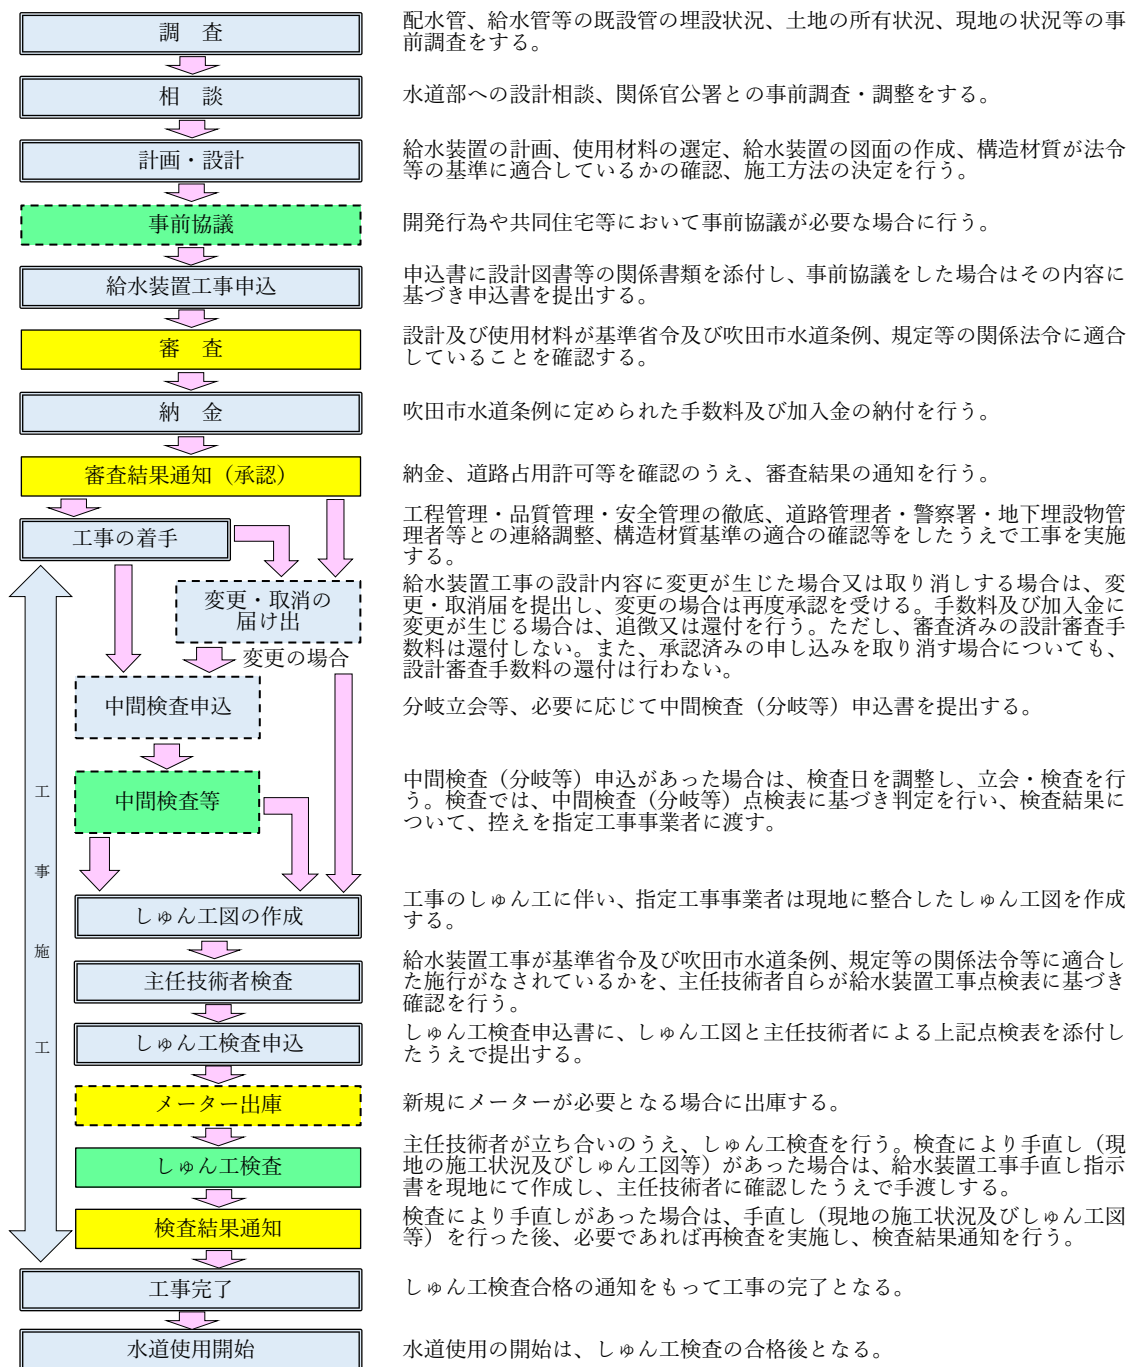 調　査
配水管、給水管等の既設管の埋設状況、土地の所有状況、現地の状況等の事
前調査をする。
相　談
水道部への設計相談、関係官公署との事前調査・調整をする。
計画・設計
給水装置の計画、使用材料の選定、給水装置の図面の作成、構造材質が法令
等の基準に適合しているかの確認、施工方法の決定を行う。
事前協議
開発行為や共同住宅等において事前協議が必要な場合に行う。
給水装置工事申込
申込書に設計図書等の関係書類を添付し、事前協議をした場合はその内容に
基づき申込書を提出する。
審　査
設計及び使用材料が基準省令及び吹田市水道条例、規定等の関係法令に適合
していることを確認する。
納　金
吹田市水道条例に定められた手数料及び加入金の納付を行う。
審査結果通知（承認）
納金、道路占用許可等を確認のうえ、審査結果の通知を行う。
工事の着手
工程管理・品質管理・安全管理の徹底、道路管理者・警察署・地下埋設物管
理者等との連絡調整、構造材質基準の適合の確認等をしたうえで工事を実施
する。
変更・取消の
届け出
変更の場合
給水装置工事の設計内容に変更が生じた場合又は取り消しする場合は、変
更・取消届を提出し、変更の場合は再度承認を受ける。手数料及び加入金に
変更が生じる場合は、追徴又は還付を行う。ただし、審査済みの設計審査手
数料は還付しない。また、承認済みの申し込みを取り消す場合についても、
設計審査手数料の還付は行わない。
中間検査申込
分岐立会等、必要に応じて中間検査（分岐等）申込書を提出する。
中間検査等
中間検査（分岐等）申込があった場合は、検査日を調整し、立会・検査を行
う。検査では、中間検査（分岐等）点検表に基づき判定を行い、検査結果に
ついて、控えを指定工事事業者に渡す。
工事施工
しゅん工図の作成
工事のしゅん工に伴い、指定工事事業者は現地に整合したしゅん工図を作成
する。
主任技術者検査
給水装置工事が基準省令及び吹田市水道条例、規定等の関係法令等に適合し
た施行がなされているかを、主任技術者自らが給水装置工事点検表に基づき
確認を行う。
しゅん工検査申込
しゅん工検査申込書に、しゅん工図と主任技術者による上記点検表を添付し
たうえで提出する。
メーター出庫
新規にメーターが必要となる場合に出庫する。
しゅん工検査
主任技術者が立ち合いのうえ、しゅん工検査を行う。検査により手直し（現
地の施工状況及びしゅん工図等）があった場合は、給水装置工事手直し指示
書を現地にて作成し、主任技術者に確認したうえで手渡しする。
検査結果通知
検査により手直しがあった場合は、手直し（現地の施工状況及びしゅん工図
等）を行った後、必要であれば再検査を実施し、検査結果通知を行う。
工事完了
しゅん工検査合格の通知をもって工事の完了となる。
水道使用開始
水道使用の開始は、しゅん工検査の合格後となる。